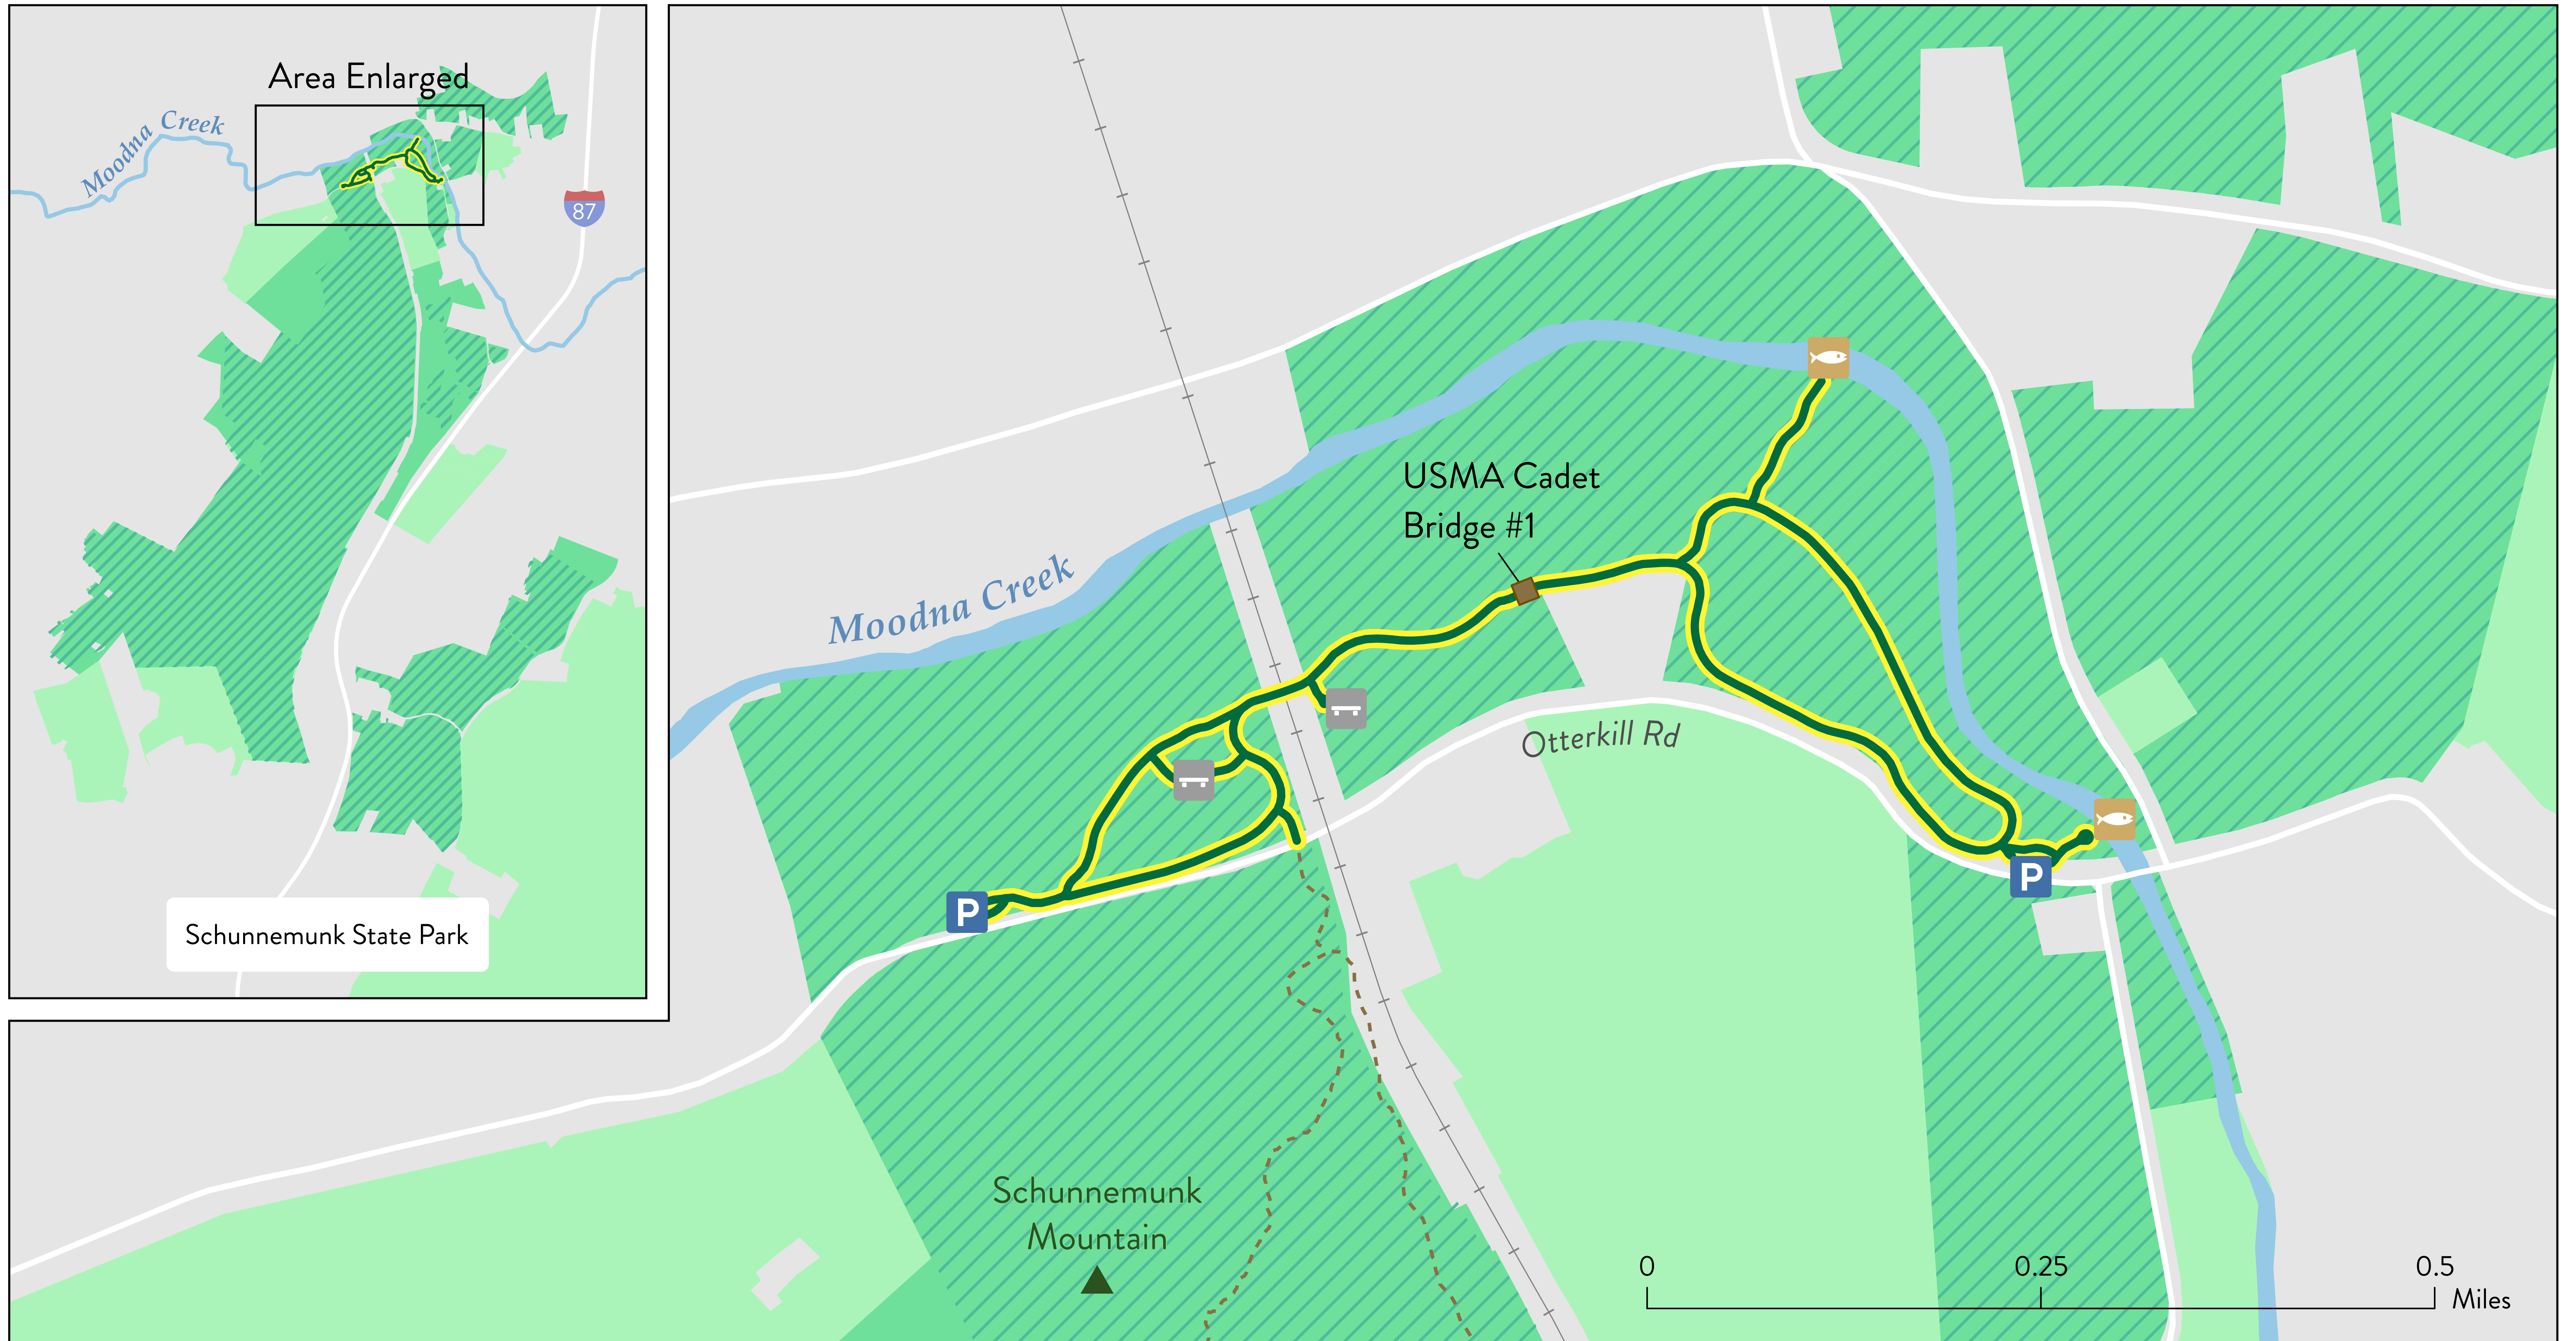 Area Enlarged
Moodna Creek
87
Schunnemunk State Park
USMA Cadet
Bridge #1
Moodna Creek
Otterkill Rd
P
P
Schunnemunk
Mountain
0 0.25 0.5
Miles